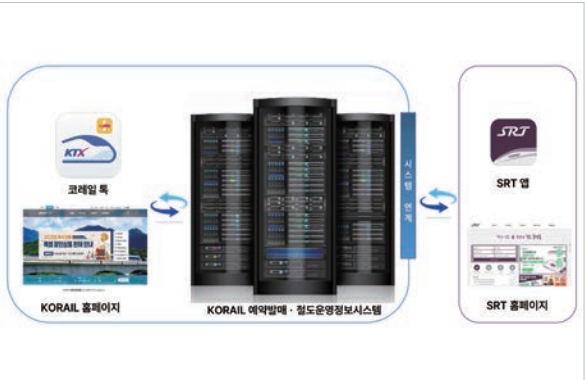 KTX
코레일 톡
KORAIL 홈페이지
KORAIL 예약발매 · 철도운영정보시스템
시스템 연계
SRT
SRT 앱
SRT 홈페이지